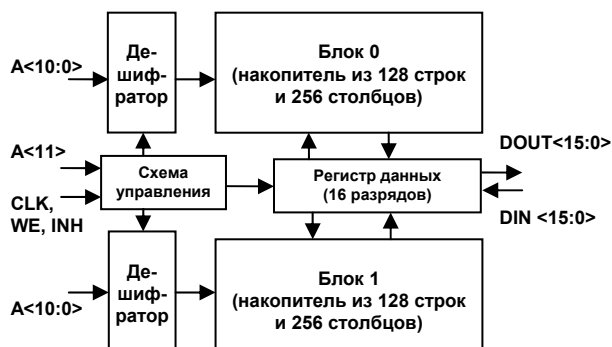 A<10:0>
Де-
шиф-
ратор
Блок 0
(накопитель из 128 строк
и 256 столбцов)
A<11>
CLK,
WE, INH
Схема
управления
Регистр данных
(16 разрядов)
DOUT<15:0>
DIN <15:0>
A<10:0>
Де-
шиф-
ратор
Блок 1
(накопитель из 128 строк
и 256 столбцов)